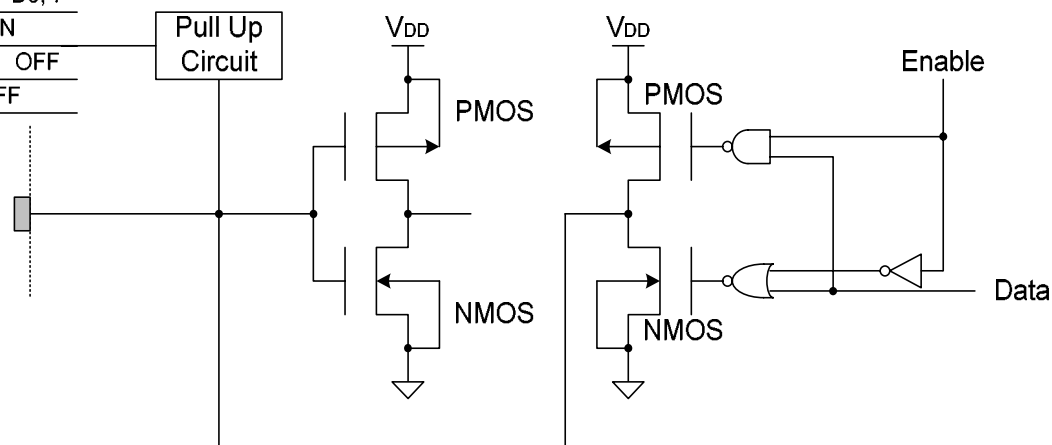 N
OFF
FF
Pull Up
Circuit
VDD
PMOS
NMOS
VDD
PMOS
NMOS
Enable
Data